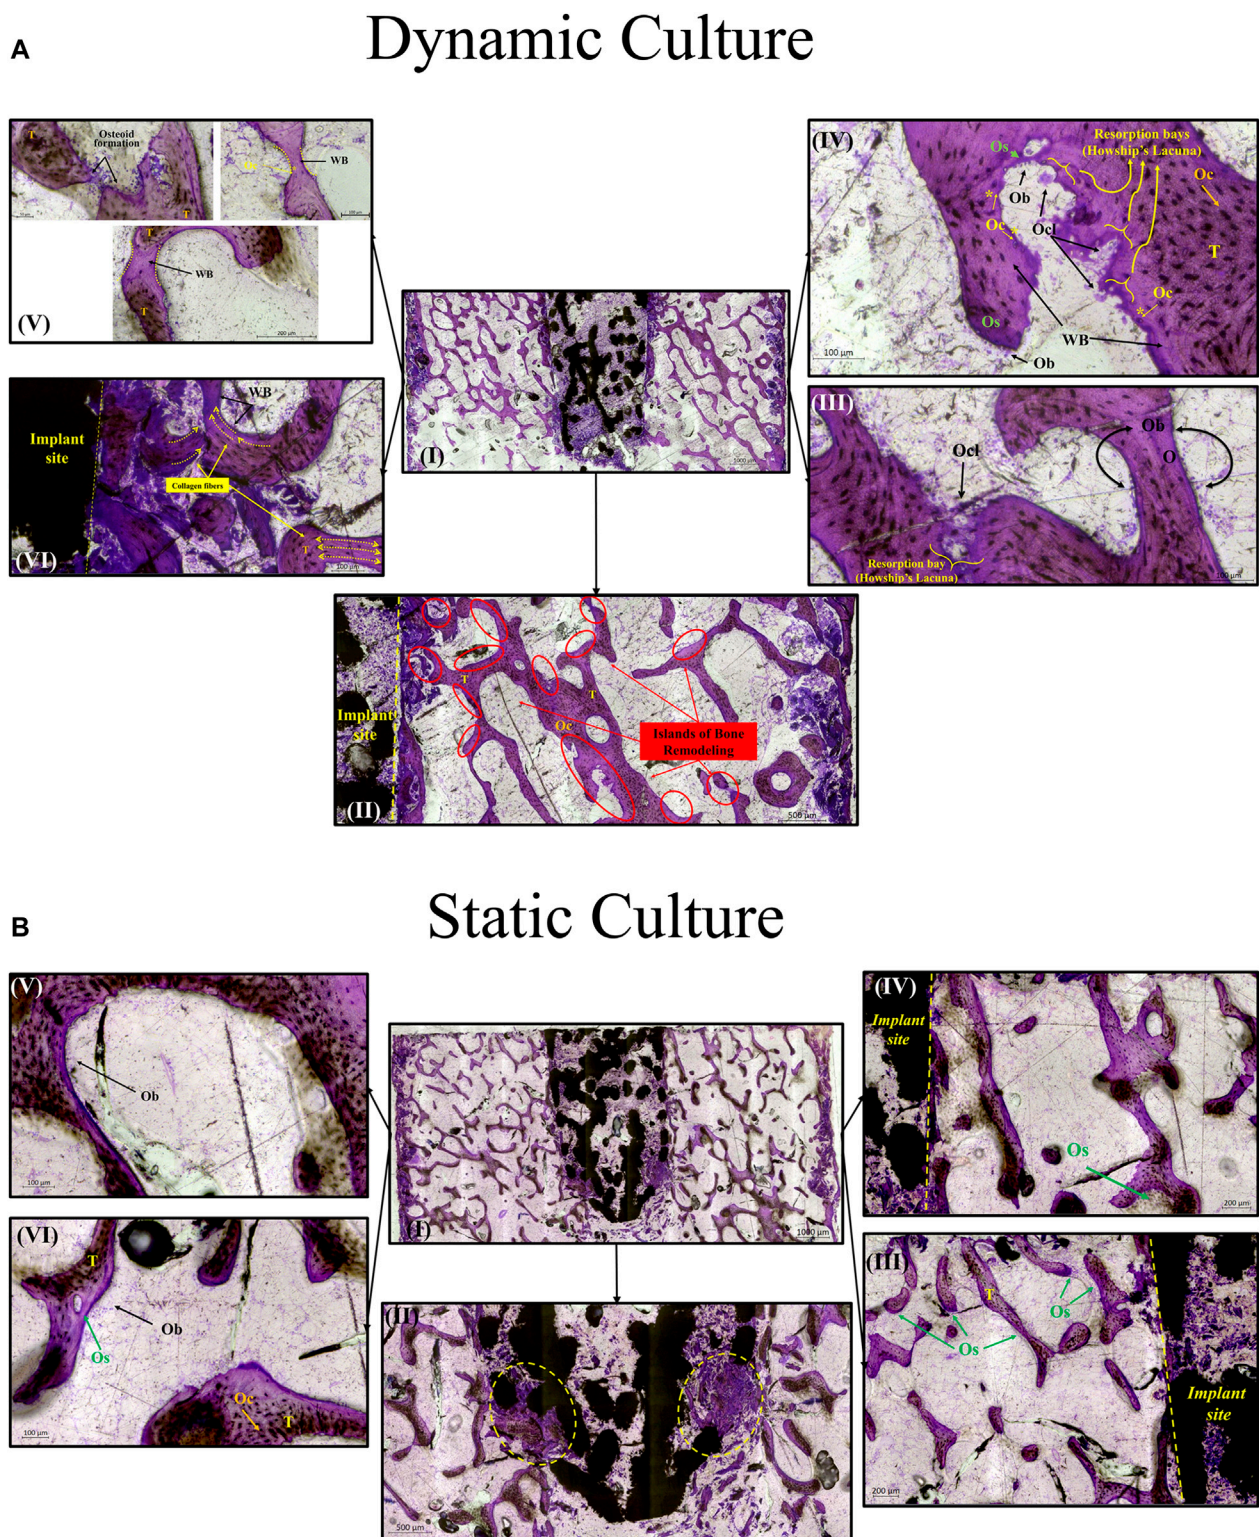 A
Dynamic Culture
T
Osteoid
formation
T
WB
T
WB
T
200 µm
(V)
(IV)
Resorption bays
(Howship's Lacuna)
Os
Ob
Oc
*
Oc
*
Ocl
T
Oc
*
Os
WB
Ob
100 µm
(I)
1000 µm
WB
Implant
site
Collagen fibers
T
(VI)
100 µm
(III)
Ob
O
Ocl
Resorption bay
(Howship's Lacuna)
100 µm
T
T
Implant
site
Oc
Islands of Bone
Remodeling
(II)
500 µm
B
Static Culture
(V)
Ob
100 µm
(I)
1000 µm
(IV)
Implant
site
Os
200 µm
(VI)
T
Ob
Os
Oc
T
100 µm
(II)
500 µm
(III)
T
Os
Os
Implant
site
200 µm